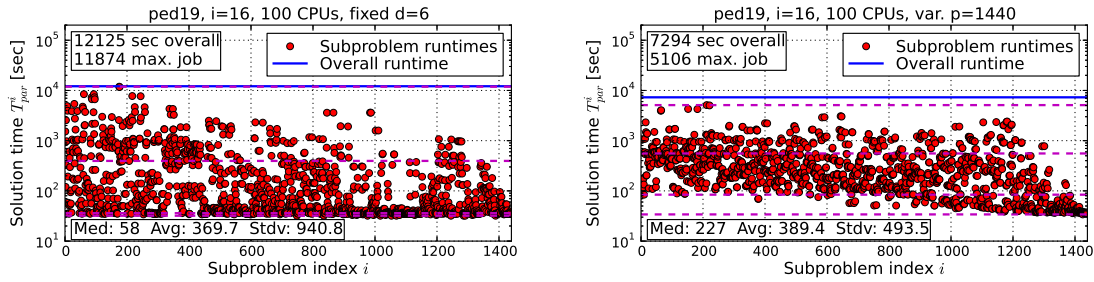 ped19, i=16, 100 CPUs, fixed d=6
12125 sec overall
11874 max. job
Subproblem runtimes
Overall runtime
Solution time T^i_par [sec]
10^5
10^4
10^3
10^2
10^1
Med: 58 Avg: 369.7 Stdv: 940.8
0 200 400 600 800 1000 1200 1400
Subproblem index i
ped19, i=16, 100 CPUs, var. p=1440
7294 sec overall
5106 max. job
Subproblem runtimes
Overall runtime
Solution time T^i_par [sec]
10^5
10^4
10^3
10^2
10^1
Med: 227 Avg: 389.4 Stdv: 493.5
0 200 400 600 800 1000 1200 1400
Subproblem index i